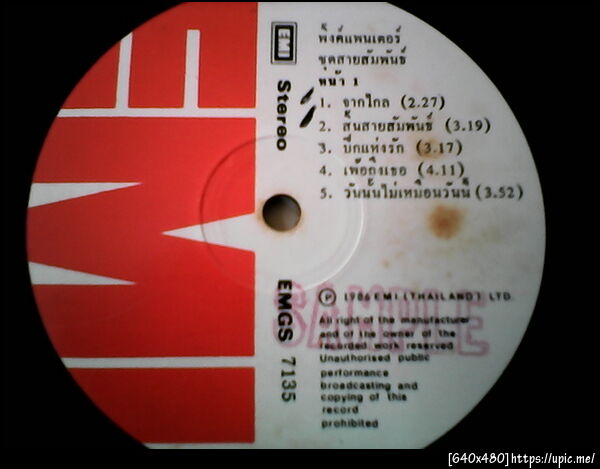 EMI
EMI
Stereo
พิ้งค์แพนเตอร์
ชุดสายสัมพันธ์
หน้า 1
1. จากไกล (2.27)
2. สิ้นสายสัมพันธ์ (3.19)
3. ปีกแห่งรัก (3.17)
4. เพ้อถึงเธอ (4.11)
5. วันนั้นไม่เหมือนวันนี้ (3.52)
EMGS 7135
SAMPLE
Ⓟ 1986 EMI (THAILAND) LTD.
All right of the manufacturer
and of the owner of the
recorded work reserved
Unauthorised public
performance
broadcasting and
copying of this
record
prohibited
[640x480]https://upic.me/